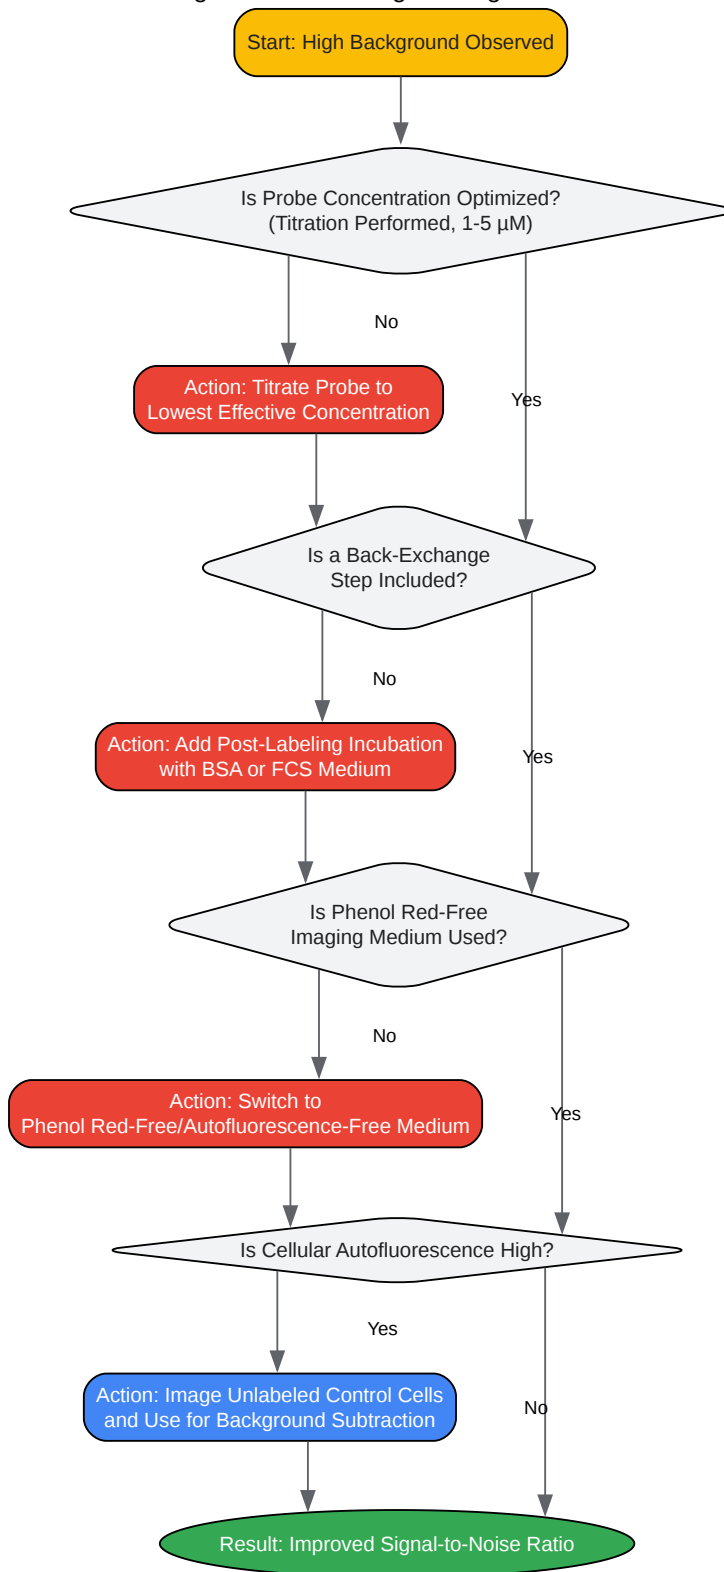 Start: High Background Observed
Is Probe Concentration Optimized?
(Titration Performed, 1-5 µM)
No
Action: Titrate Probe to
Lowest Effective Concentration
Yes
Is a Back-Exchange
Step Included?
No
Action: Add Post-Labeling Incubation
with BSA or FCS Medium
Yes
Is Phenol Red-Free
Imaging Medium Used?
No
Action: Switch to
Phenol Red-Free/Autofluorescence-Free Medium
Yes
Is Cellular Autofluorescence High?
Yes
Action: Image Unlabeled Control Cells
and Use for Background Subtraction
No
Result: Improved Signal-to-Noise Ratio